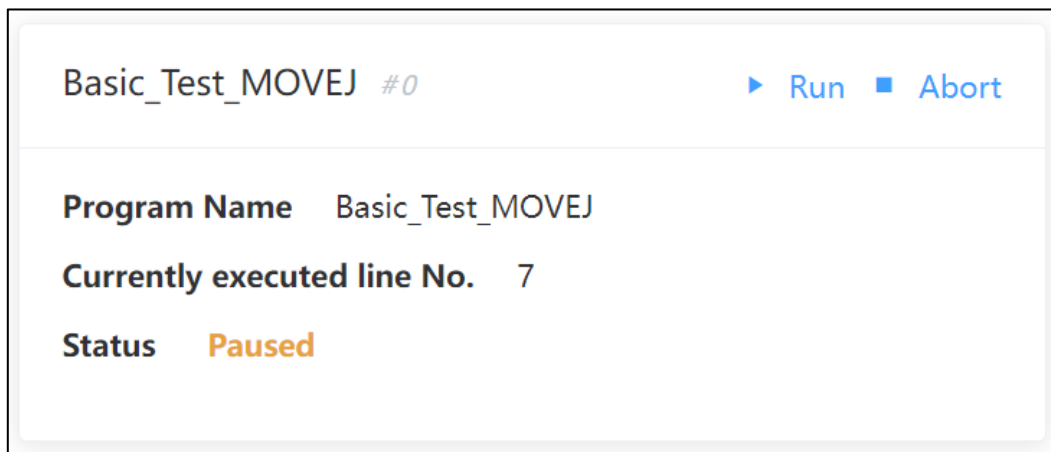 Basic_Test_MOVEJ #0 Run Abort
Program Name Basic_Test_MOVEJ
Currently executed line No. 7
Status Paused